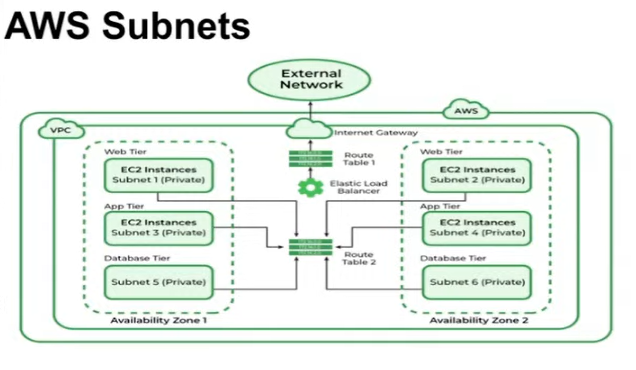 AWS Subnets
External
Network
AWS
VPC
Internet Gateway
Web Tier
EC2 Instances
Subnet 1 (Private)
Route
Table 1
Web Tier
EC2 Instances
Subnet 2 (Private)
Elastic Load
Balancer
App Tier
EC2 Instances
Subnet 3 (Private)
App Tier
EC2 Instances
Subnet 4 (Private)
Route
Table 2
Database Tier
Subnet 5 (Private)
Database Tier
Subnet 6 (Private)
Availability Zone 1
Availability Zone 2